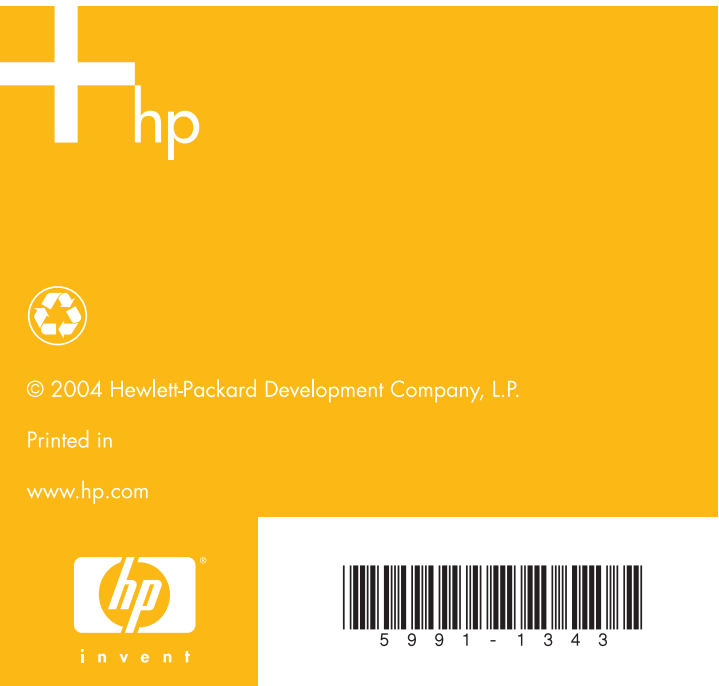 hp
© 2004 Hewlett-Packard Development Company, L.P.
Printed in
www.hp.com
hp®
invent
5991-1343